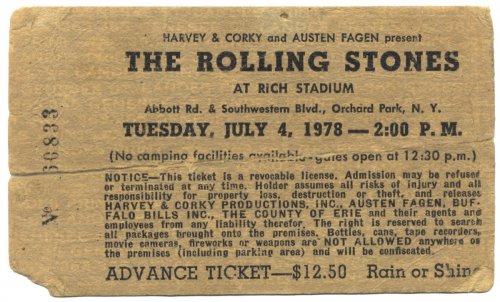 HARVEY & CORKY and AUSTEN FAGEN present
THE ROLLING STONES
AT RICH STADIUM
Abbott Rd. & Southwestern Blvd., Orchard Park, N. Y.
TUESDAY, JULY 4, 1978 — 2:00 P. M.
(No camping facilities available—gates open at 12:30 p.m.)
NOTICE—This ticket is a revocable license. Admission may be refused
or terminated at any time. Holder assumes all risks of injury and all
responsibility for property loss, destruction or theft, and releases
HARVEY & CORKY PRODUCTIONS, INC., AUSTEN FAGAN, BUF-
FALO BILLS INC., THE COUNTY OF ERIE and their agents and
employees from any liability therefor. The right is reserved to search
all packages brought onto the premises. Bottles, cans, tape recorders,
movie cameras, fireworks or weapons are NOT ALLOWED anywhere on
the premises (including parking area) and will be confiscated.
ADVANCE TICKET—$12.50 Rain or Shine